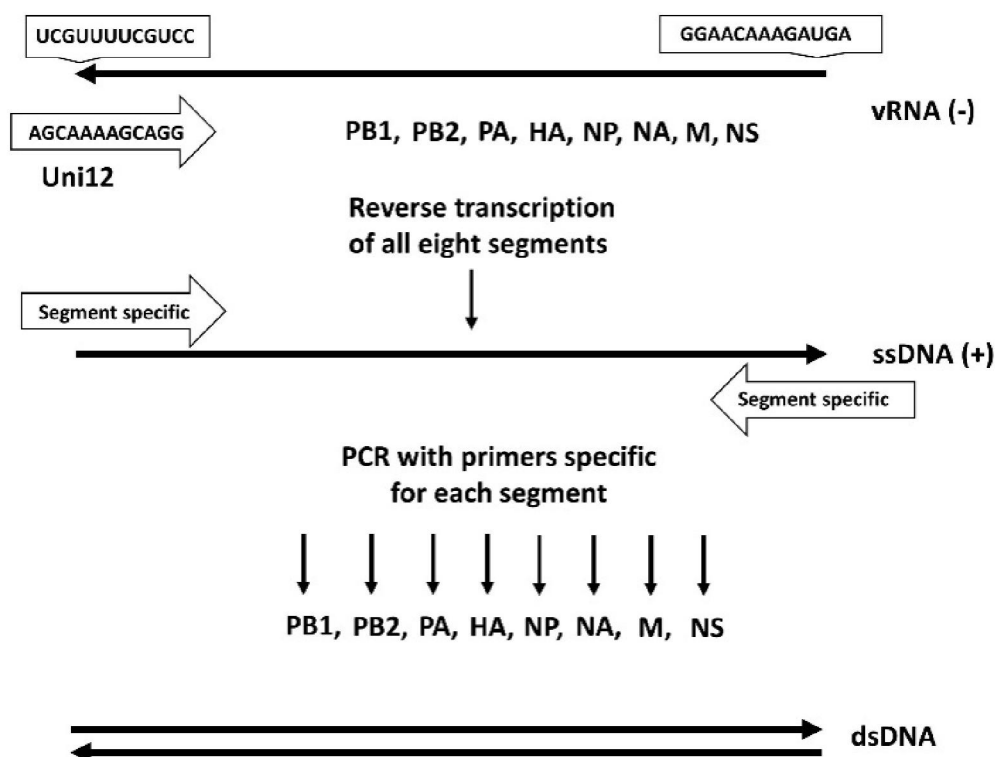 UCGUUUUCGUCC
GGAACAAAGAUGA
vRNA (-)
AGCAAAAGCAGG
Uni12
PB1, PB2, PA, HA, NP, NA, M, NS
Reverse transcription
of all eight segments
Segment specific
ssDNA (+)
Segment specific
PCR with primers specific
for each segment
PB1, PB2, PA, HA, NP, NA, M, NS
dsDNA